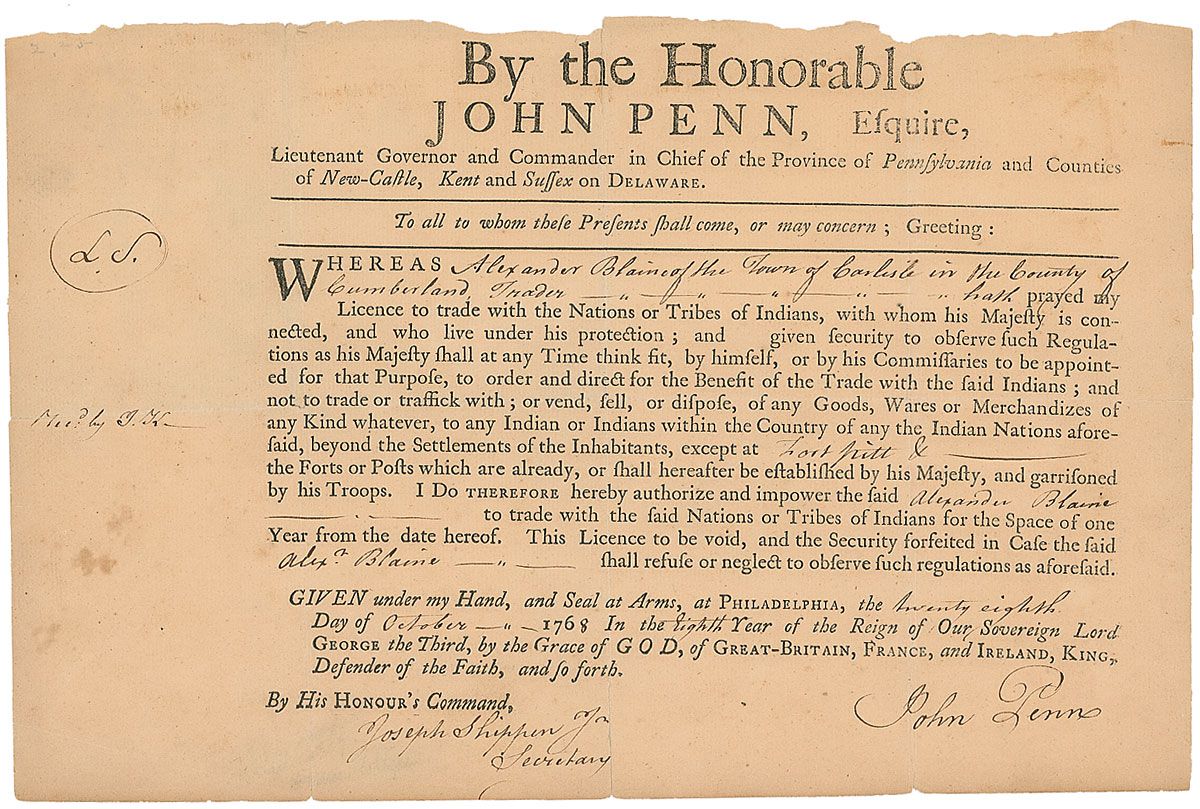 By the Honorable
JOHN PENN, Eſquire,
Lieutenant Governor and Commander in Chief of the Province of Pennſylvania and Counties
of New-Caſtle, Kent and Suſſex on DELAWARE.
To all to whom theſe Preſents ſhall come, or may concern; Greeting:
L. S.
WHEREAS Alexander Blaine of the Town of Carlisle in the County of
Cumberland, Trader — „ — „ — „ — „ — „ hath prayed my
Licence to trade with the Nations or Tribes of Indians, with whom his Majeſty is con-
nected, and who live under his protection; and given ſecurity to obſerve ſuch Regula-
tions as his Majeſty ſhall at any Time think fit, by himſelf, or by his Commiſſaries to be appoint-
ed for that Purpoſe, to order and direct for the Benefit of the Trade with the ſaid Indians; and
not to trade or traffick with; or vend, ſell, or diſpoſe, of any Goods, Wares or Merchandizes of
any Kind whatever, to any Indian or Indians within the Country of any the Indian Nations afore-
by J. K—
ſaid, beyond the Settlements of the Inhabitants, except at Fort Pitt & —
the Forts or Poſts which are already, or ſhall hereafter be eſtabliſhed by his Majeſty, and garriſoned
by his Troops. I Do THEREFORE hereby authorize and impower the ſaid Alexander Blaine
— „ — to trade with the ſaid Nations or Tribes of Indians for the Space of one
Year from the date hereof. This Licence to be void, and the Security forfeited in Caſe the ſaid
Alexr. Blaine — „ — ſhall refuſe or neglect to obſerve ſuch regulations as aforeſaid.
GIVEN under my Hand, and Seal at Arms, at PHILADELPHIA, the twenty eighth
Day of October — „ — 1768 In the Eighth Year of the Reign of Our Sovereign Lord
GEORGE the Third, by the Grace of GOD, of GREAT-BRITAIN, FRANCE, and IRELAND, KING,
Defender of the Faith, and ſo forth.
By His HONOUR's Command,
John Penn
Joseph Shippen Jr
Secretary